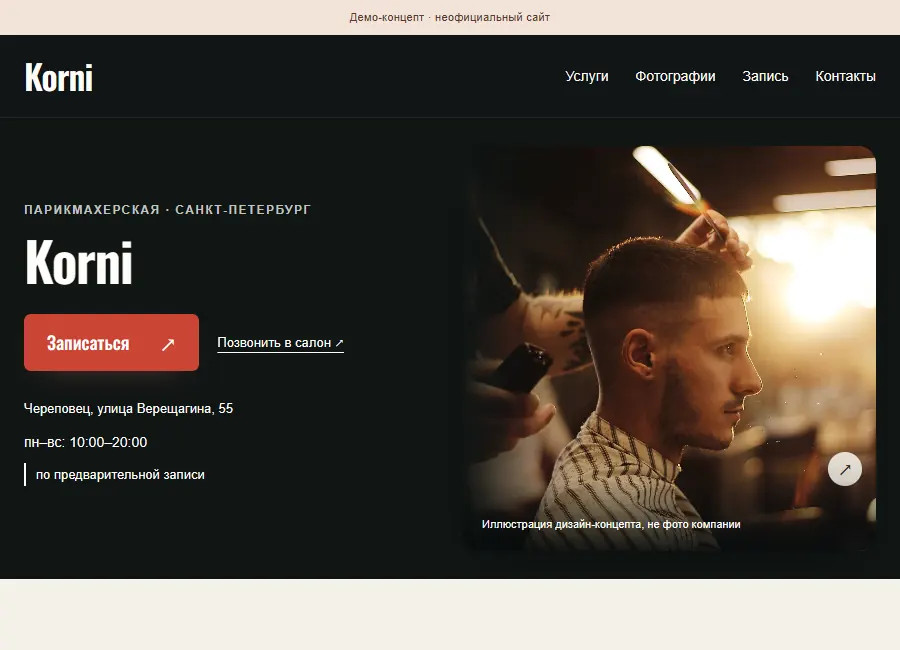 Демо-концепт · неофициальный сайт
Korni
Услуги Фотографии Запись Контакты
ПАРИКМАХЕРСКАЯ · САНКТ-ПЕТЕРБУРГ
Korni
Записаться ↗
Позвонить в салон ↗
Череповец, улица Верещагина, 55
пн–вс: 10:00–20:00
по предварительной записи
↗
Иллюстрация дизайн-концепта, не фото компании